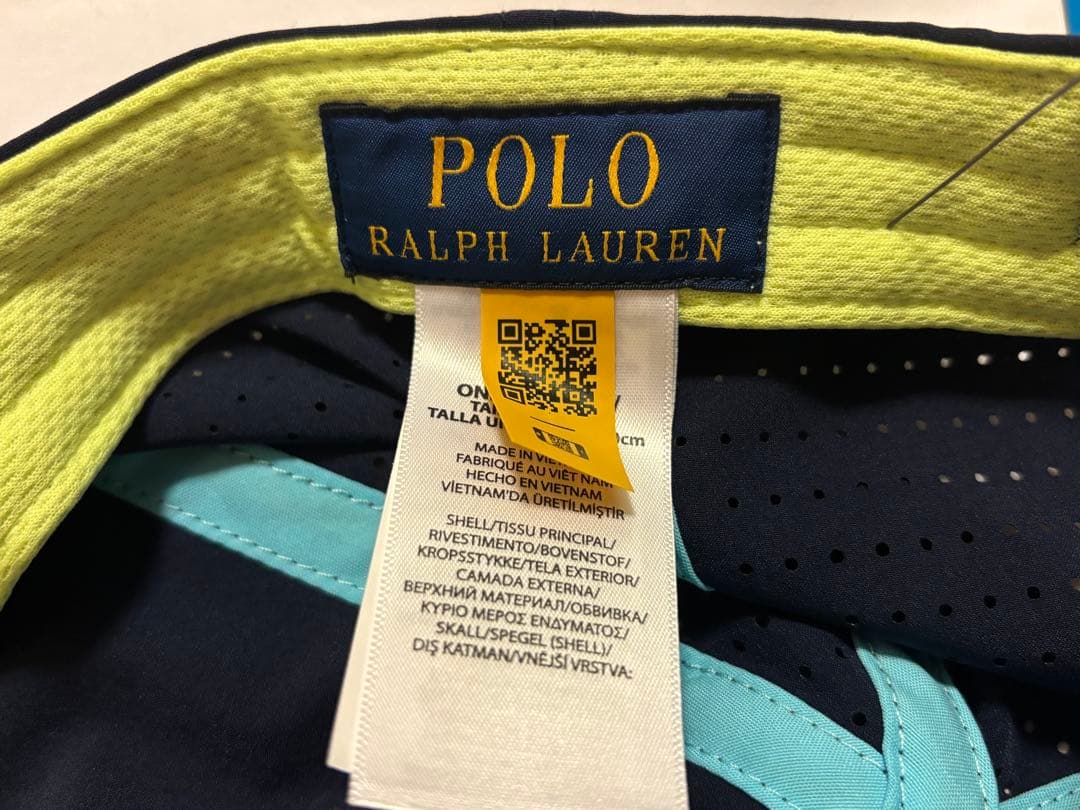 POLO
RALPH LAUREN
MADE IN
FABRIQUÉ AU VIÊT NAM
HECHO EN VIETNAM
VİETNAM'DA ÜRETİLMİŞTİR
SHELL/TISSU PRINCIPAL/
RIVESTIMENTO/BOVENSTOF/
KROPSSTYKKE/TELA EXTERIOR/
CAMADA EXTERNA/
ВЕРХНИЙ МАТЕРИАЛ/ОБВИВКА/
ΚΥΡΙΟ ΜΕΡΟΣ ΕΝΔΥΜΑΤΟΣ/
SKALL/SPEGEL (SHELL)/
DIŞ KATMAN/VNĚJŠÍ VRSTVA: